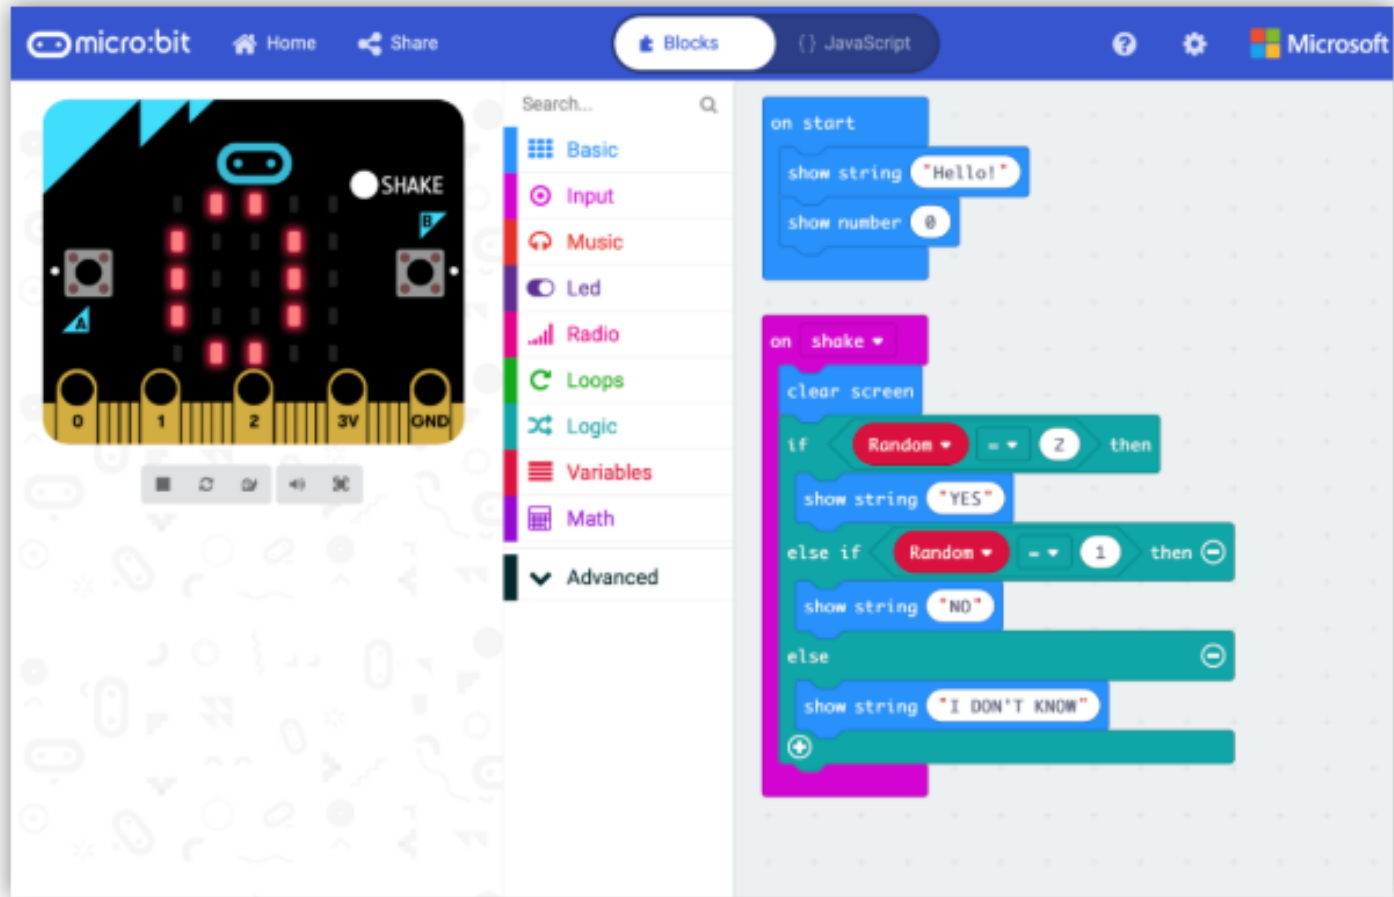 micro:bit Home Share Blocks {} JavaScript ? Microsoft
SHAKE
B
A
0 1 2 3V GND
Search...
Basic
Input
Music
Led
Radio
Loops
Logic
Variables
Math
Advanced
on start
show string "Hello!"
show number 0
on shake
clear screen
if Random = 2 then
show string "YES"
else if Random = 1 then
show string "NO"
else
show string "I DON'T KNOW"